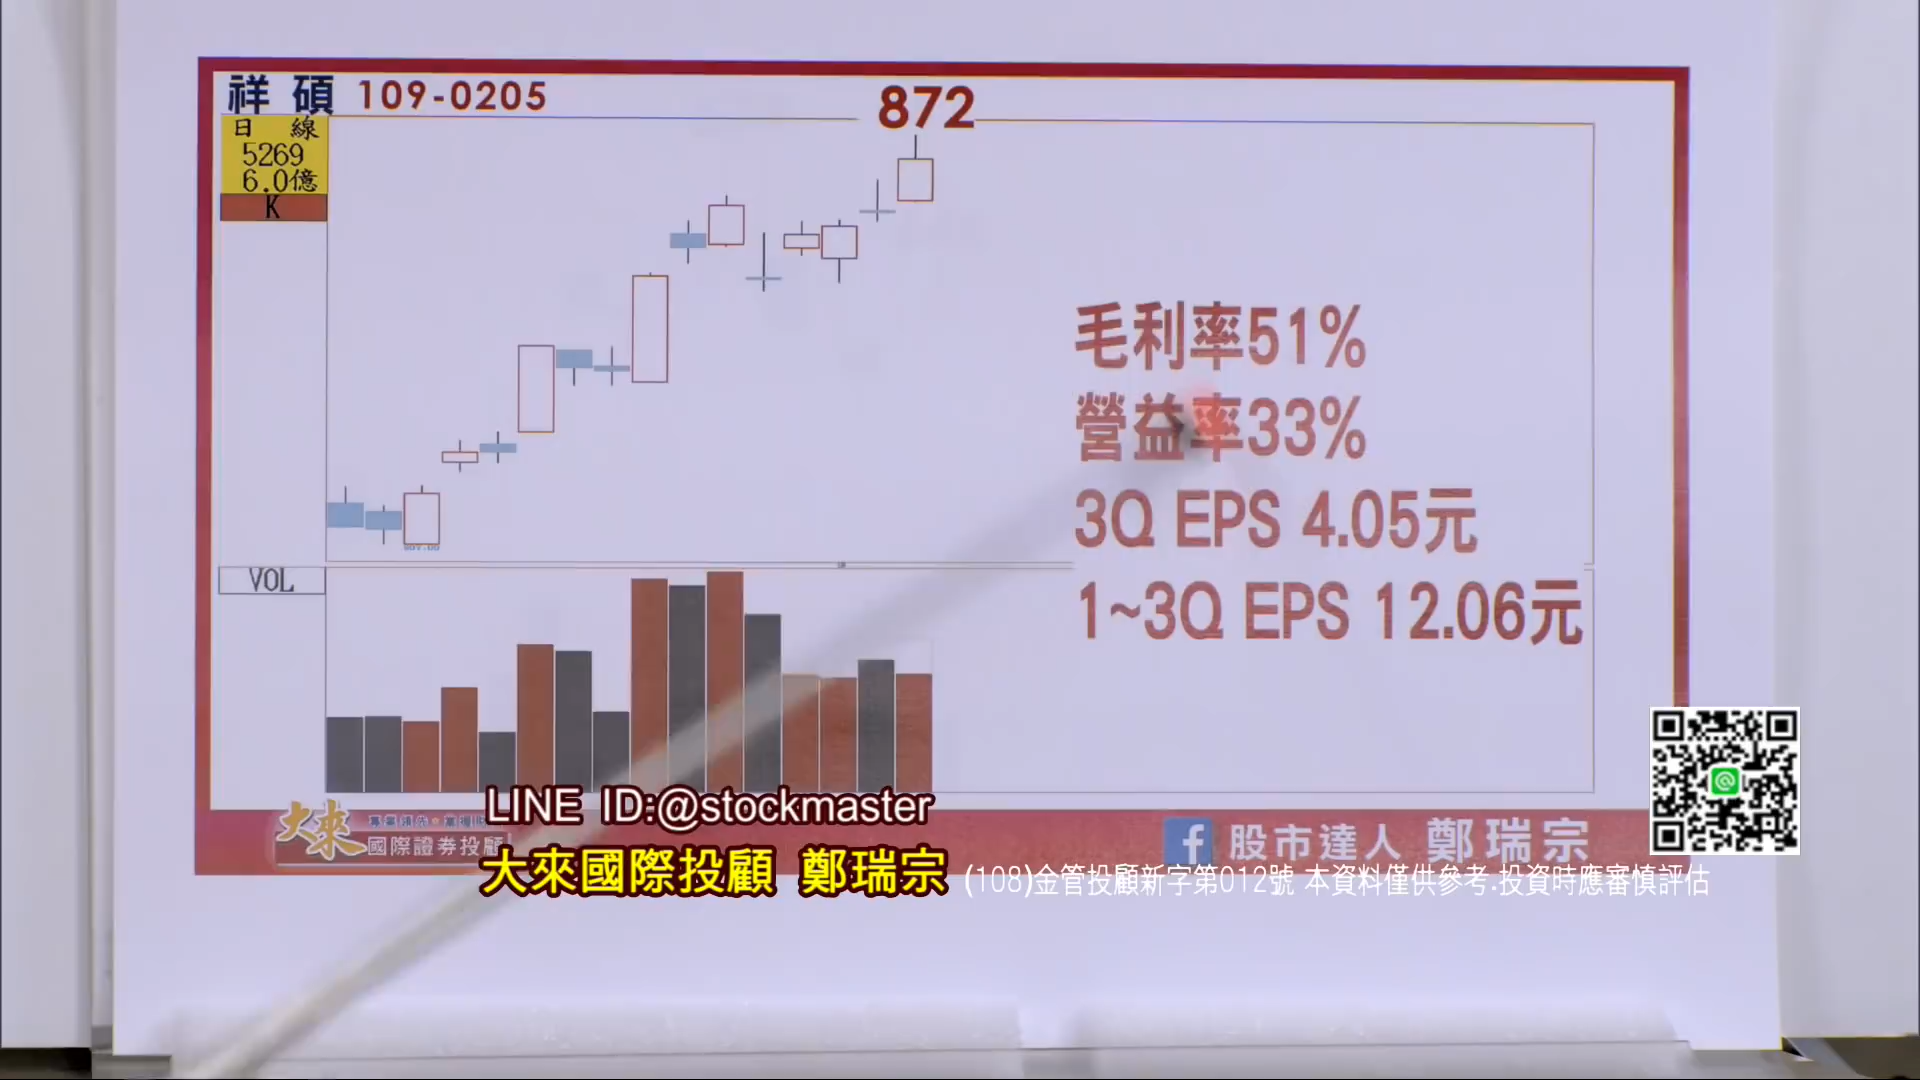 祥碩 109-0205
872
日線
5269
6.0億
K
毛利率51%
營益率33%
3Q EPS 4.05元
1~3Q EPS 12.06元
VOL
LINE ID:@stockmaster
大來
國際證券投顧
股市達人 鄭瑞宗
大來國際投顧 鄭瑞宗 (108)金管投顧新字第012號 本資料僅供參考.投資時應審慎評估